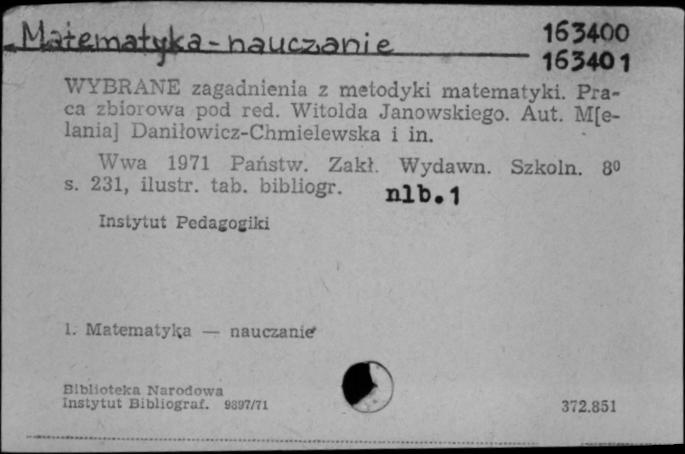 Matematyka - nauczanie
163400
163401
WYBRANE zagadnienia z metodyki matematyki. Pra-
ca zbiorowa pod red. Witolda Janowskiego. Aut. M[e-
lania] Daniłowicz-Chmielewska i in.
Wwa 1971 Państw. Zakł. Wydawn. Szkoln. 8⁰
s. 231, ilustr. tab. bibliogr. nlb. 1
Instytut Pedagogiki
1. Matematyka — nauczanie
Biblioteka Narodowa
Instytut Bibliograf. 9897/71
372.851